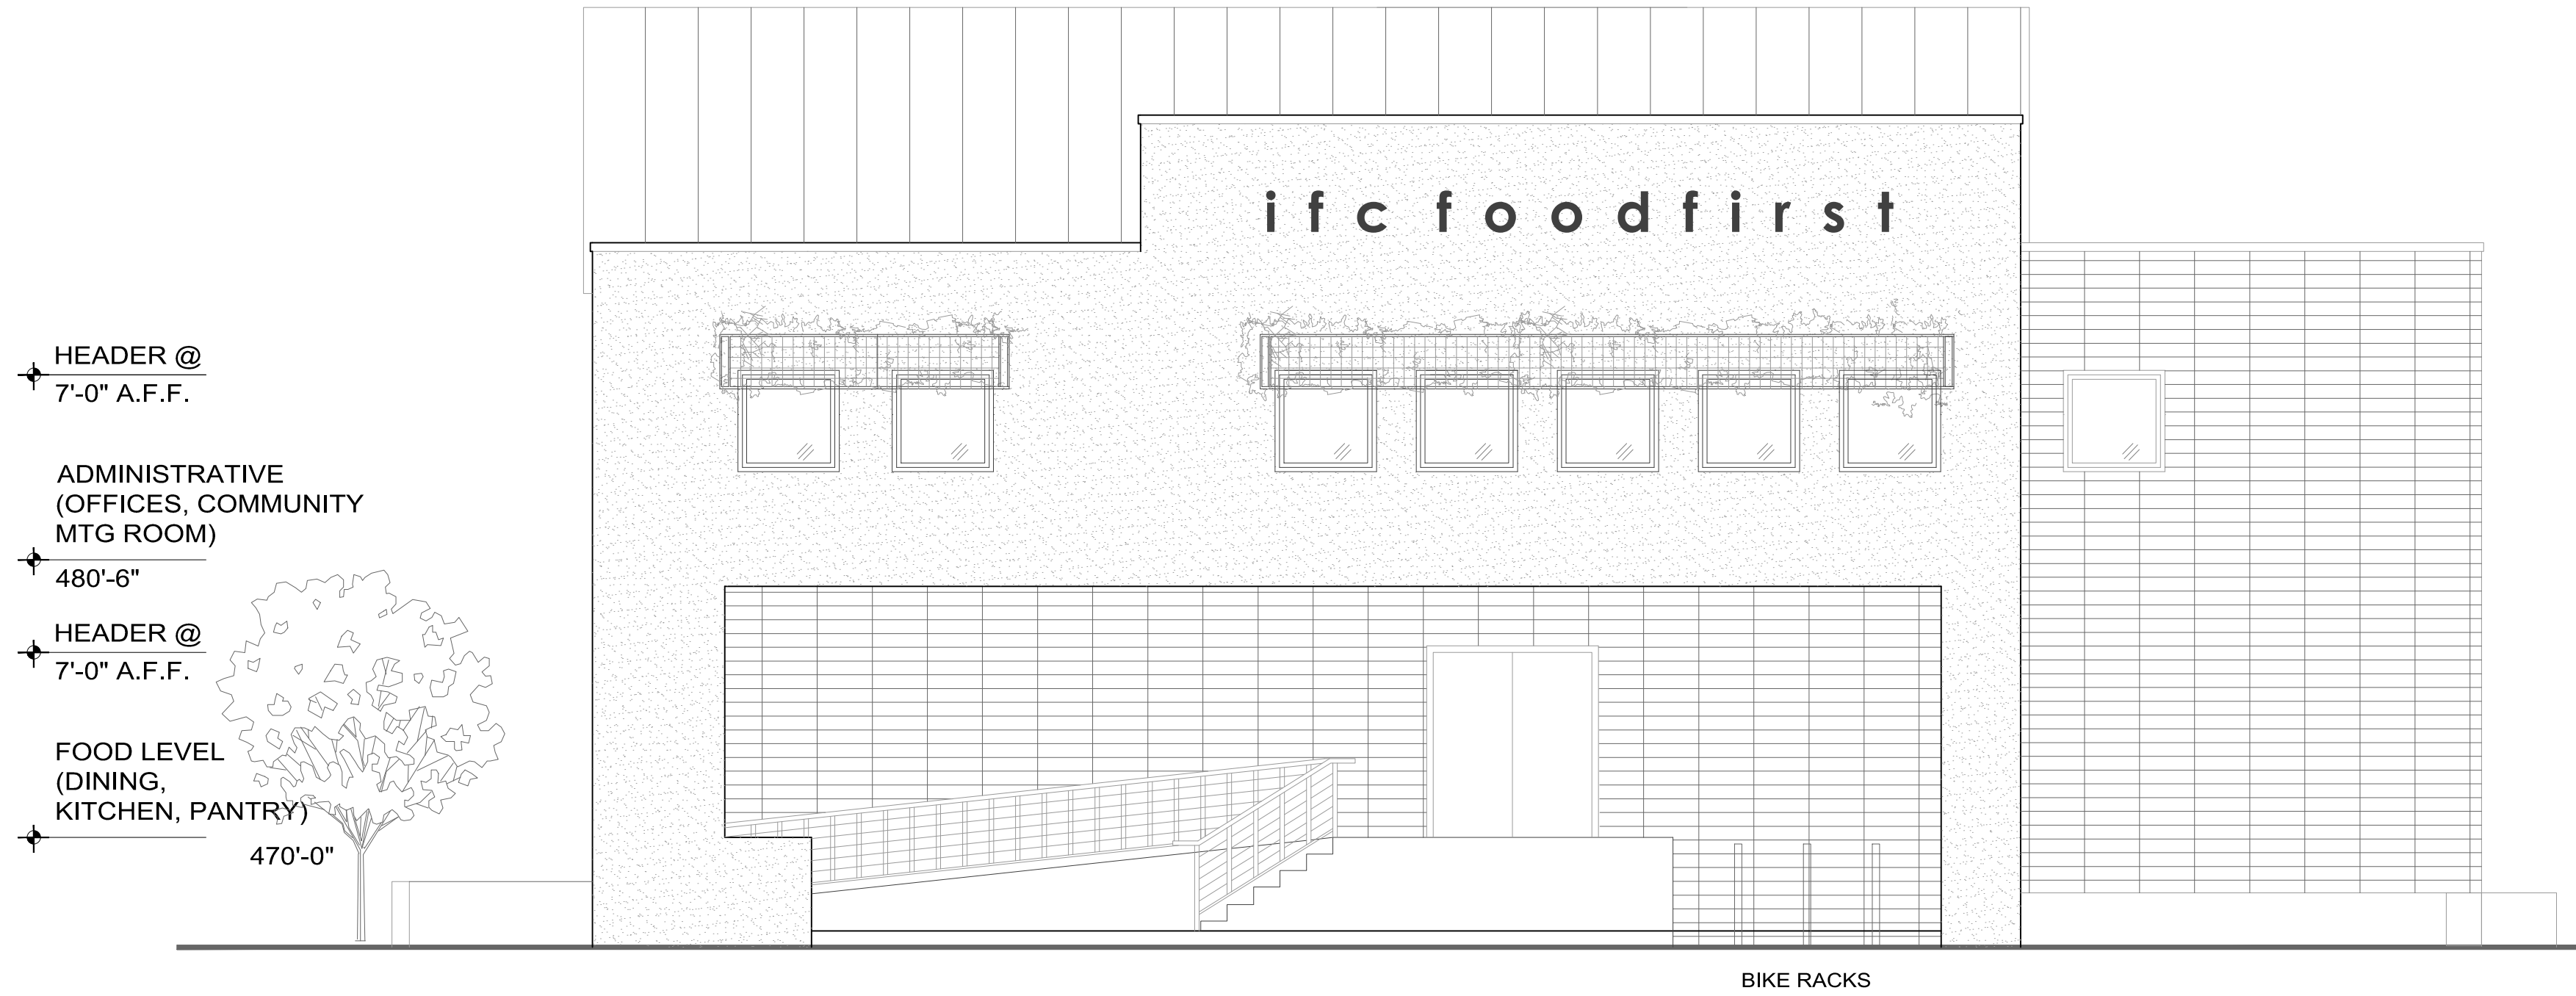 ifc foodfirst
HEADER @
7'-0" A.F.F.
ADMINISTRATIVE
(OFFICES, COMMUNITY
MTG ROOM)
480'-6"
HEADER @
7'-0" A.F.F.
FOOD LEVEL
(DINING,
KITCHEN, PANTRY)
470'-0"
BIKE RACKS